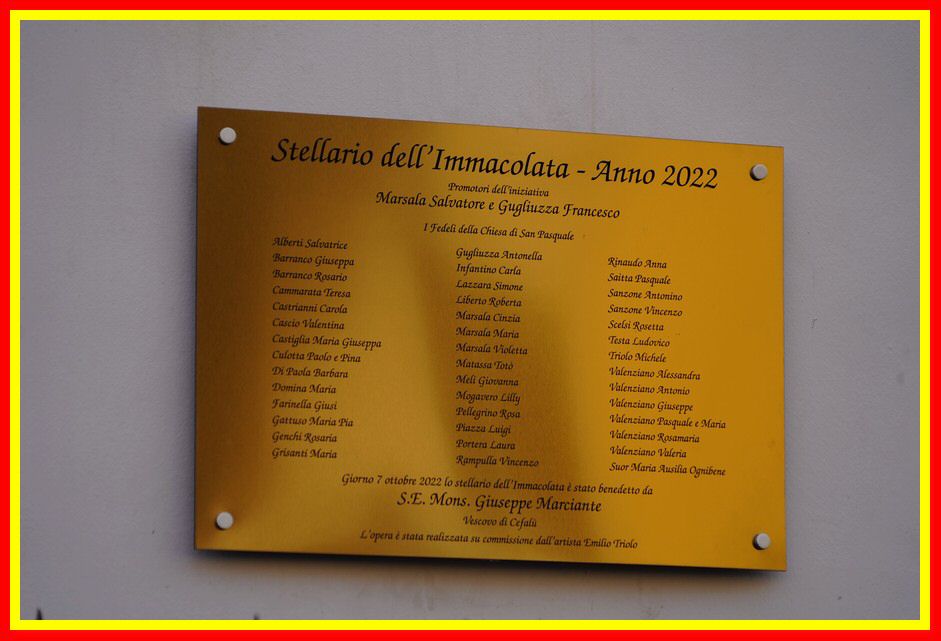 Stellario dell'Immacolata - Anno 2022
Promotori dell'iniziativa
Marsala Salvatore e Gugliuzza Francesco
I Fedeli della Chiesa di San Pasquale
Alberti Salvatrice
Barranco Giuseppa
Barranco Rosario
Cammarata Teresa
Castrianni Carola
Cascio Valentina
Castiglia Maria Giuseppa
Culotta Paolo e Pina
Di Paola Barbara
Domina Maria
Farinella Giusi
Gattuso Maria Pia
Genchi Rosaria
Grisanti Maria
Gugliuzza Antonella
Infantino Carla
Lazzara Simone
Liberto Roberta
Marsala Cinzia
Marsala Maria
Marsala Violetta
Matassa Totò
Meli Giovanna
Mogavero Lilly
Pellegrino Rosa
Piazza Luigi
Portera Laura
Rampulla Vincenzo
Rinaudo Anna
Saitta Pasquale
Sanzone Antonino
Sanzone Vincenzo
Scelsi Rosetta
Testa Ludovico
Triolo Michele
Valenziano Alessandra
Valenziano Antonio
Valenziano Giuseppe
Valenziano Pasquale e Maria
Valenziano Rosamaria
Valenziano Valeria
Suor Maria Ausilia Ognibene
Giorno 7 ottobre 2022 lo stellario dell'Immacolata è stato benedetto da
S.E. Mons. Giuseppe Marciante
Vescovo di Cefalù
L'opera è stata realizzata su commissione dall'artista Emilio Triolo